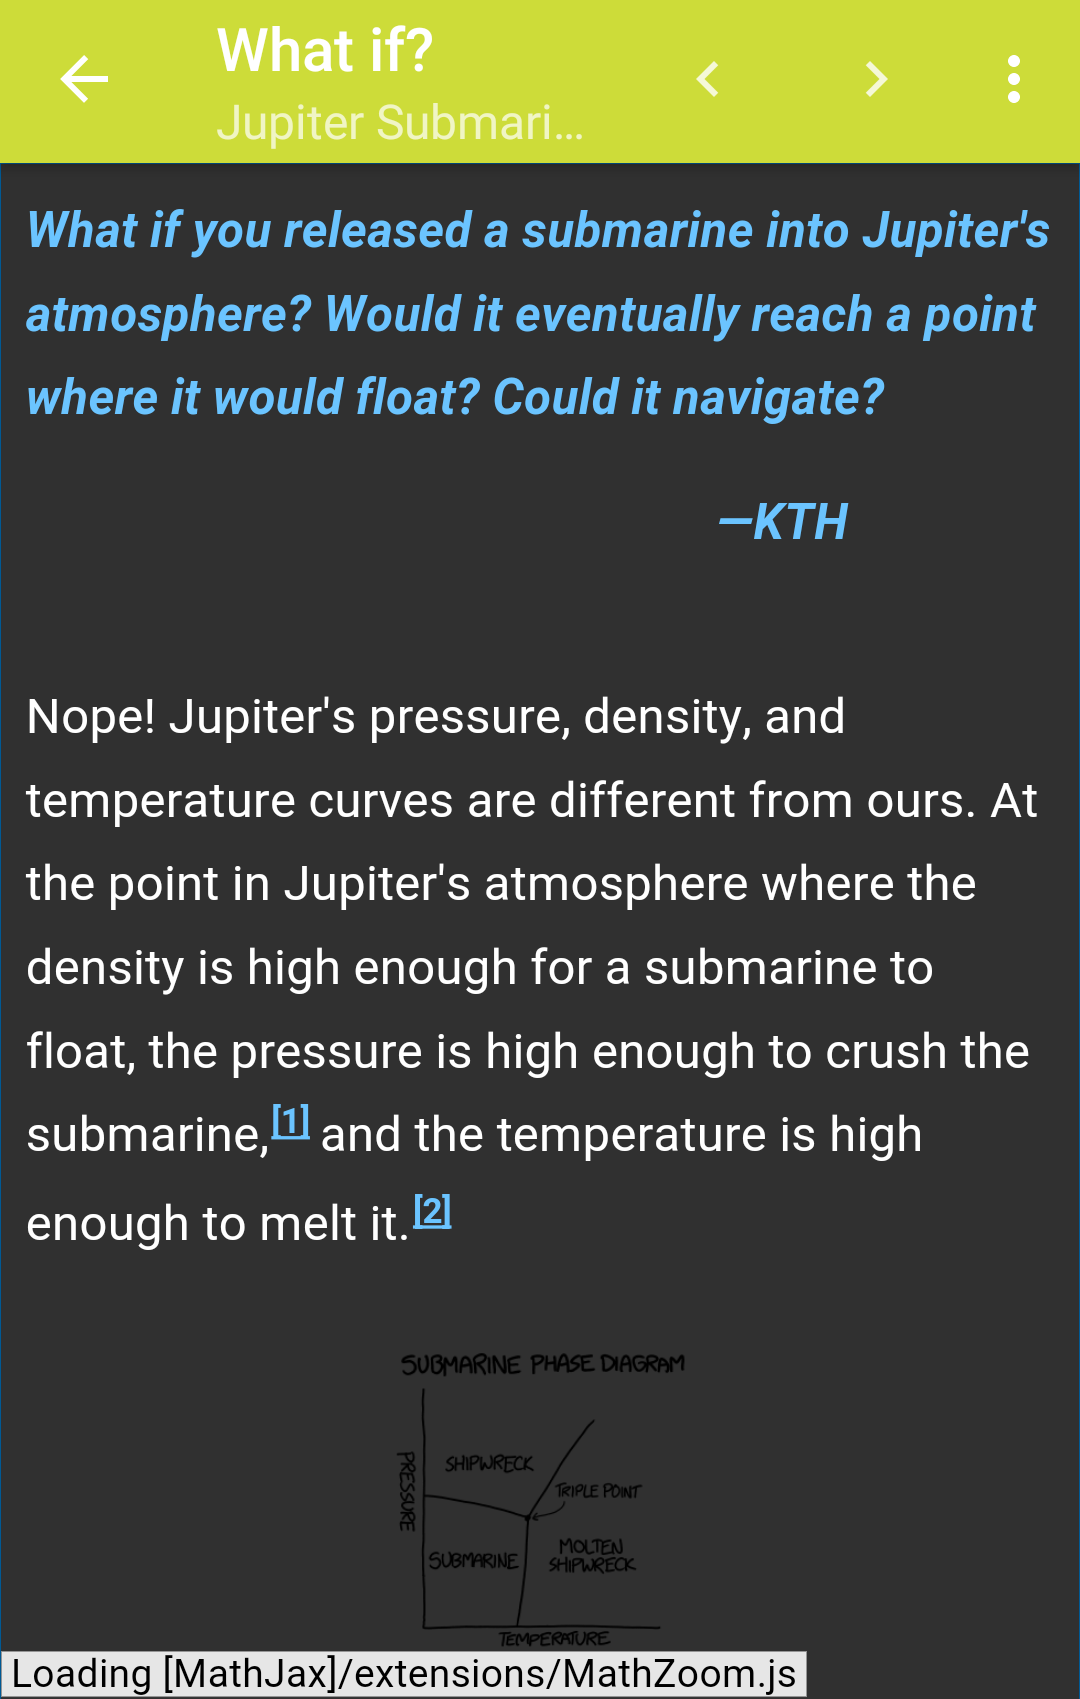 What if?
Jupiter Submari...
What if you released a submarine into Jupiter's
atmosphere? Would it eventually reach a point
where it would float? Could it navigate?
—KTH
Nope! Jupiter's pressure, density, and
temperature curves are different from ours. At
the point in Jupiter's atmosphere where the
density is high enough for a submarine to
float, the pressure is high enough to crush the
submarine,[1] and the temperature is high
enough to melt it.[2]
SUBMARINE PHASE DIAGRAM
PRESSURE
SHIPWRECK
TRIPLE POINT
SUBMARINE
MOLTEN
SHIPWRECK
TEMPERATURE
Loading [MathJax]/extensions/MathZoom.js